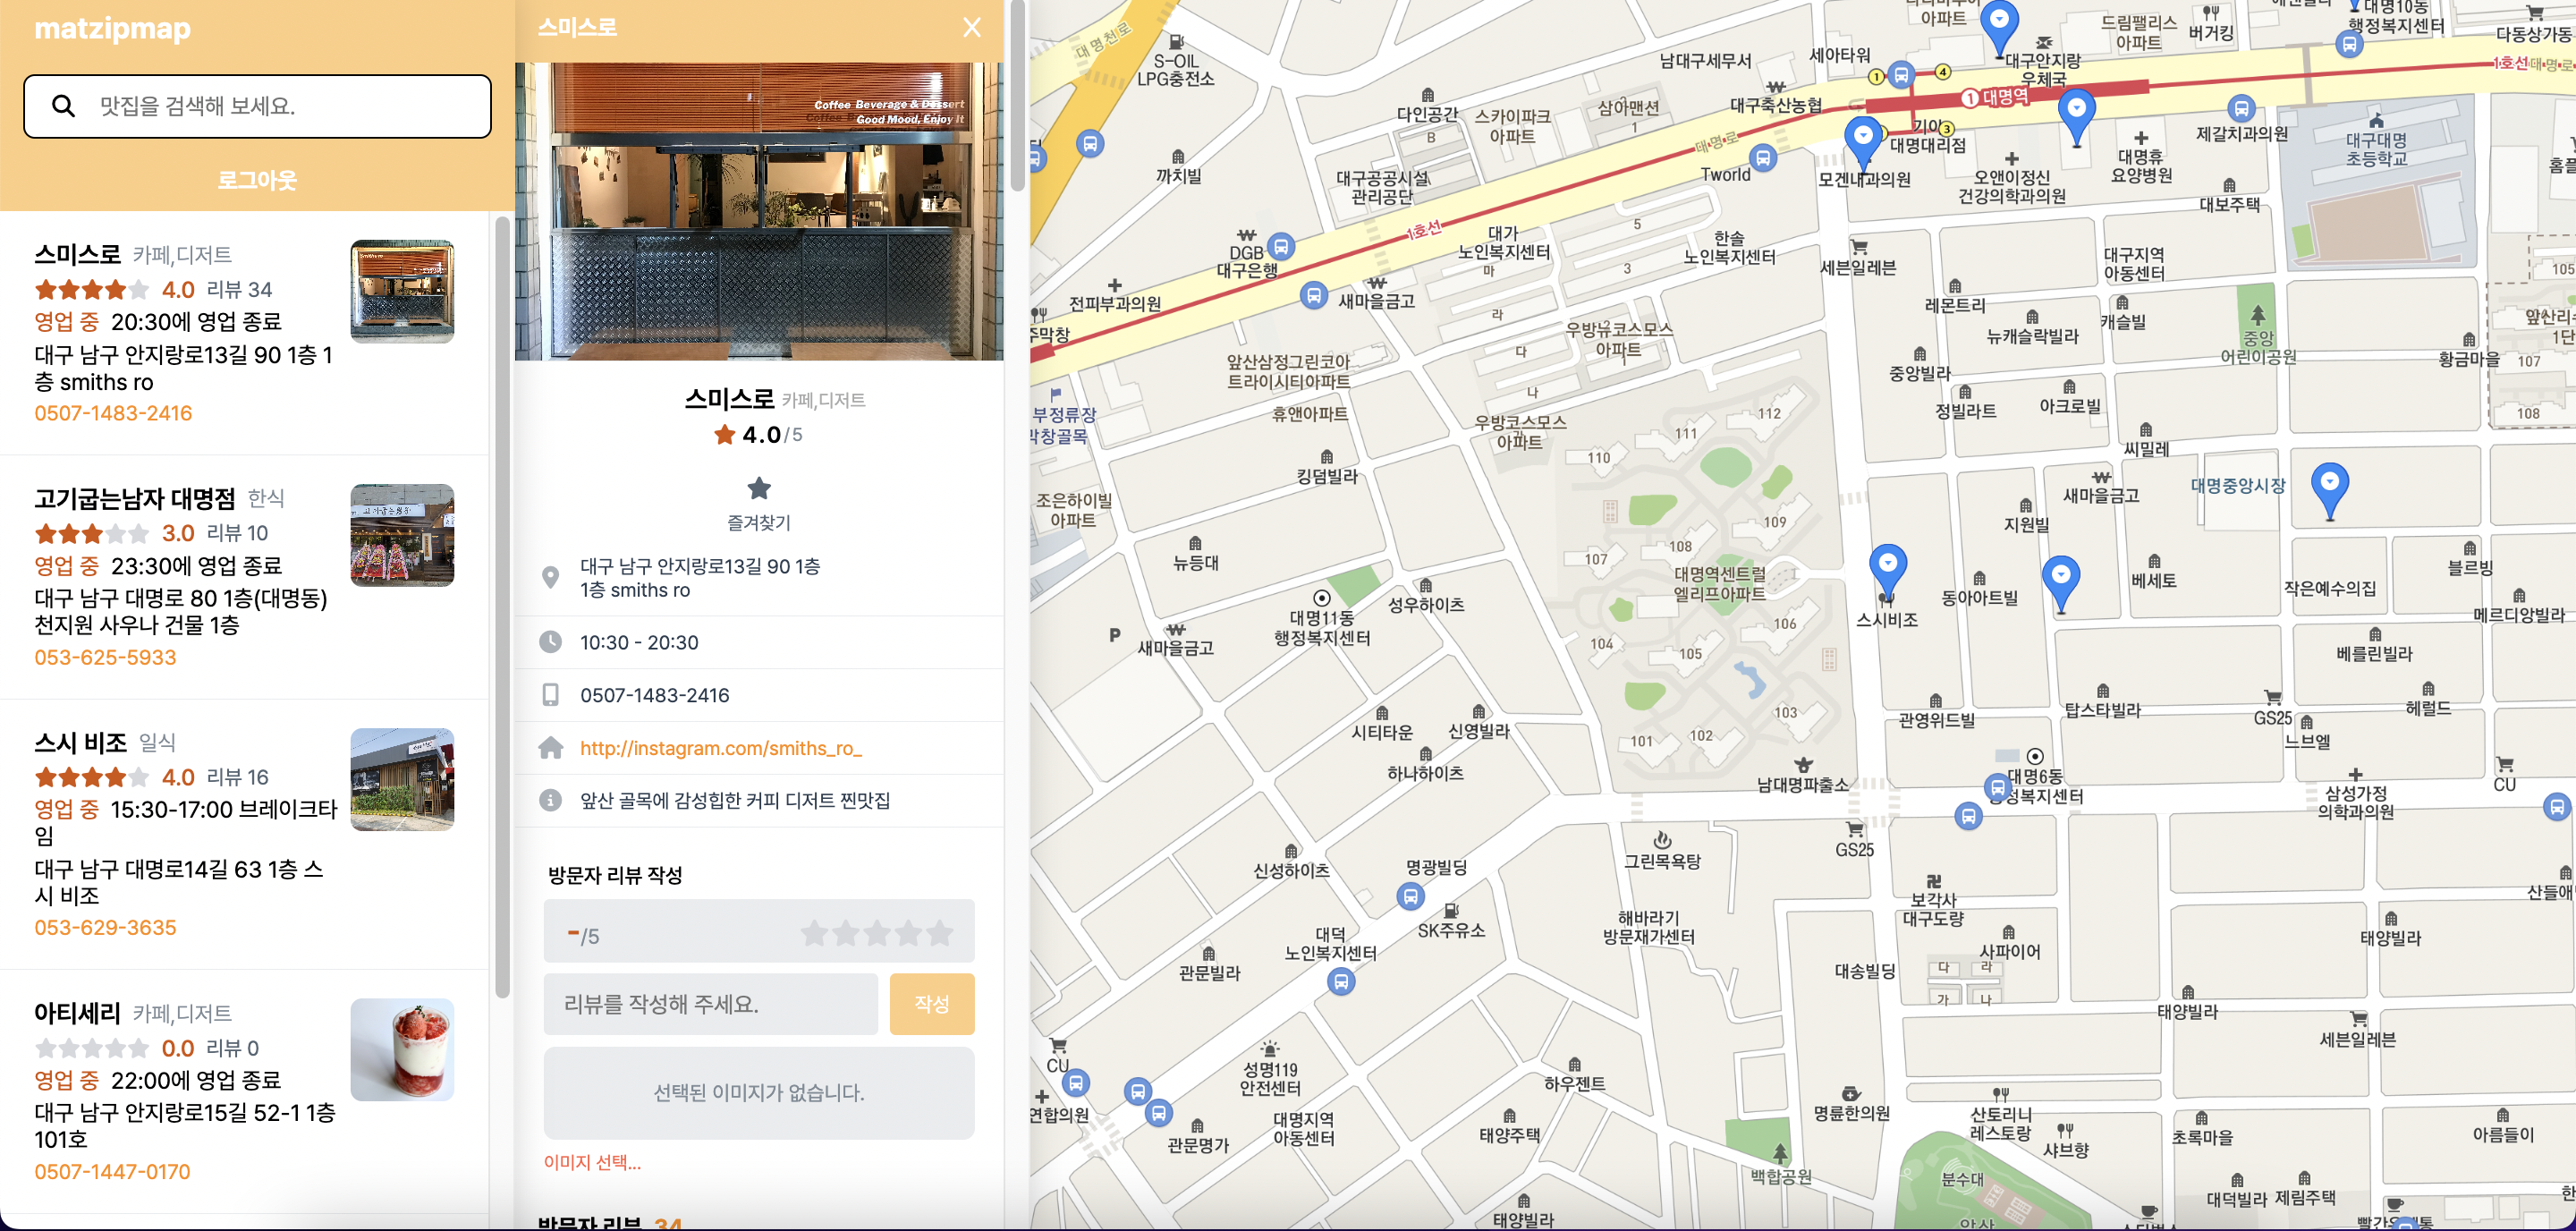 matzipmap
맛집을 검색해 보세요.
로그아웃
스미스로 카페,디저트
4.0 리뷰 34
영업 중 20:30에 영업 종료
대구 남구 안지랑로13길 90 1층 1
층 smiths ro
0507-1483-2416
고기굽는남자 대명점 한식
3.0 리뷰 10
영업 중 23:30에 영업 종료
대구 남구 대명로 80 1층(대명동)
천지원 사우나 건물 1층
053-625-5933
스시 비조 일식
4.0 리뷰 16
영업 중 15:30-17:00 브레이크타
임
대구 남구 대명로14길 63 1층 스
시 비조
053-629-3635
아티세리 카페,디저트
0.0 리뷰 0
영업 중 22:00에 영업 종료
대구 남구 안지랑로15길 52-1 1층
101호
0507-1447-0170
스미스로
Coffee Beverage & Dessert
Good Mood, Enjoy It
스미스로 카페,디저트
4.0/5
즐겨찾기
대구 남구 안지랑로13길 90 1층
1층 smiths ro
10:30 - 20:30
0507-1483-2416
http://instagram.com/smiths_ro_
앞산 골목에 감성힙한 커피 디저트 찐맛집
방문자 리뷰 작성
-/5
리뷰를 작성해 주세요.
작성
선택된 이미지가 없습니다.
이미지 선택...
방문자 리뷰 34
대명천로
S-OIL
LPG충전소
까치빌
다인공간
B
스카이파크
아파트
삼아맨션
1
남대구세무서
대구축산농협
세아타워
아파트
대구안지랑
우체국
드림팰리스
아파트
버거킹
대명10동
행정복지센터
다동상가동
1호선
대명로
1 대명역
1
4
3
기아
대명대리점
모겐내과의원
Tworld
대명로
오앤이정신
건강의학과의원
대명휴
요양병원
제갈치과의원
대구대명
초등학교
대보주택
대구공공시설
관리공단
1호선
DGB
대구은행
새마을금고
전피부과의원
대가
노인복지센터
마
라
다
나
5
3
1
한솔
노인복지센터
세븐일레븐
대구지역
아동센터
레몬트리
캐슬빌
뉴캐슬락빌라
중앙
어린이공원
황금마을
105
107
108
우방뉴코스모스
아파트
앞산삼정그린코아
트라이시티아파트
휴앤아파트
우방코스모스
아파트
중앙빌라
정빌라트
아크로빌
씨밀레
부정류장
막창골목
킹덤빌라
조은하이빌
아파트
뉴등대
112
111
110
109
108
107
대명역센트럴
엘리프아파트
106
105
104
103
102
101
새마을금고
대명중앙시장
지원빌
베세토
작은예수의집
블르빙
메르디앙빌라
스시비조
동아아트빌
베를린빌라
대명11동
행정복지센터
성우하이츠
P
새마을금고
시티타운
신영빌라
하나하이츠
관영위드빌
탑스타빌라
GS25
헤럴드
느브엘
대명6동
행정복지센터
남대명파출소
삼성가정
의학과의원
CU
GS25
신성하이츠
명광빌딩
그린목욕탕
보각사
대구도량
SK주유소
해바라기
방문재가센터
대덕
노인복지센터
관문빌라
대송빌딩
사파이어
다
라
가
나
태양빌라
태양빌라
세븐일레븐
CU
성명119
안전센터
하우젠트
명륜한의원
산토리니
레스토랑
샤브향
초록마을
아름들이
대명지역
아동센터
관문명가
태양주택
백합공원
분수대
대덕빌라
제림주택
태양빌라